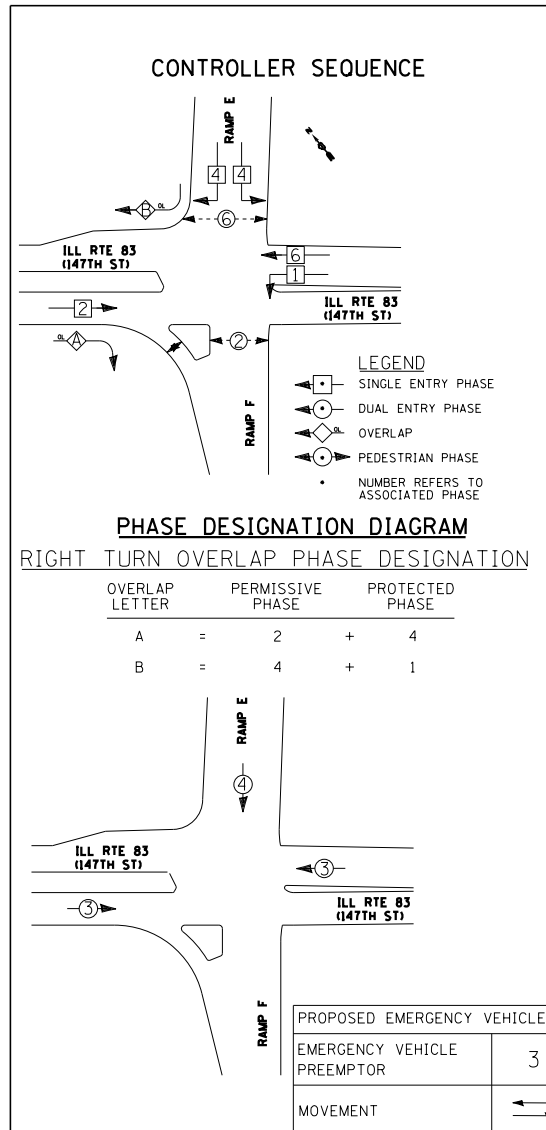 CONTROLLER SEQUENCE
RAMP E
N
4 4
B OL
6
ILL RTE 83
(147TH ST)
6
1
2
ILL RTE 83
(147TH ST)
OL
A
2
RAMP F
LEGEND
SINGLE ENTRY PHASE
DUAL ENTRY PHASE
OL OVERLAP
PEDESTRIAN PHASE
NUMBER REFERS TO
ASSOCIATED PHASE
PHASE DESIGNATION DIAGRAM
RIGHT TURN OVERLAP PHASE DESIGNATION
OVERLAP PERMISSIVE PROTECTED
LETTER PHASE PHASE
A = 2 + 4
B = 4 + 1
RAMP E
4
ILL RTE 83
(147TH ST)
3
3
ILL RTE 83
(147TH ST)
RAMP F
PROPOSED EMERGENCY VEHICLE
EMERGENCY VEHICLE 3
PREEMPTOR
MOVEMENT